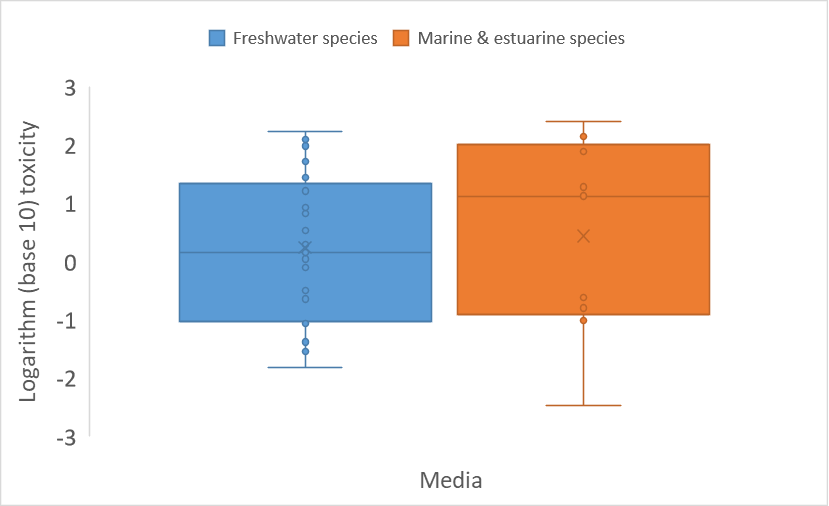 Freshwater species Marine & estuarine species
3
2
1
0
-1
-2
-3
Logarithm (base 10) toxicity
Media